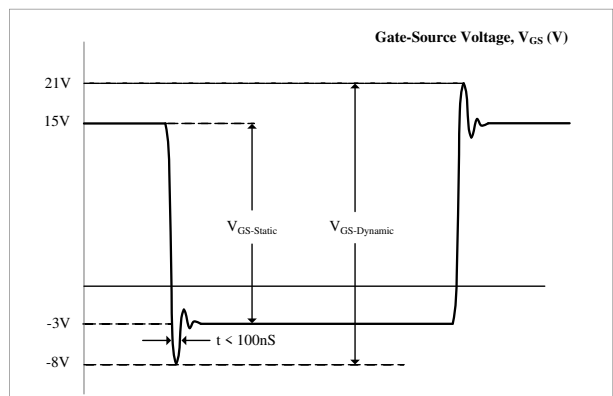 Gate-Source Voltage, VGS (V)
21V
15V
VGS-Static
VGS-Dynamic
-3V
t < 100nS
-8V